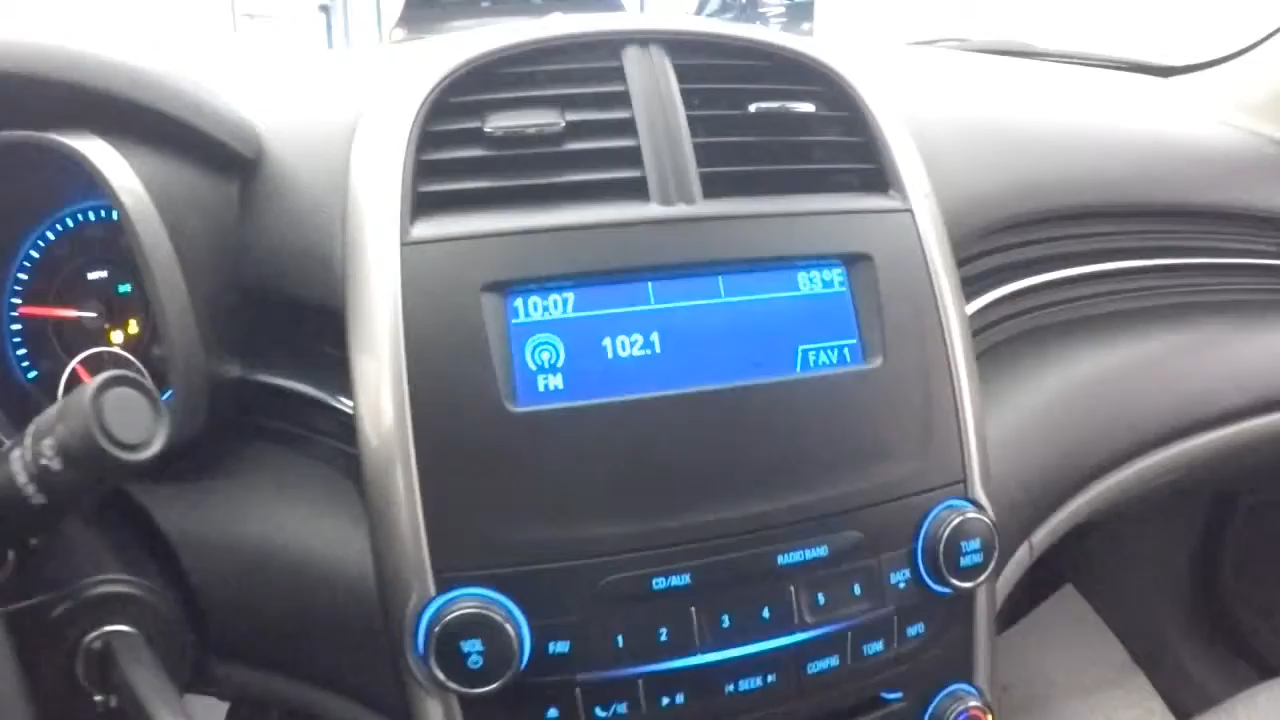 MPH
10:07 63°F
FM 102.1 FAV 1
CD/AUX RADIO BAND
TUNE MENU
VOL
FAV 1 2 3 4 5 6 BACK
SEEK CONFIG TONE INFO